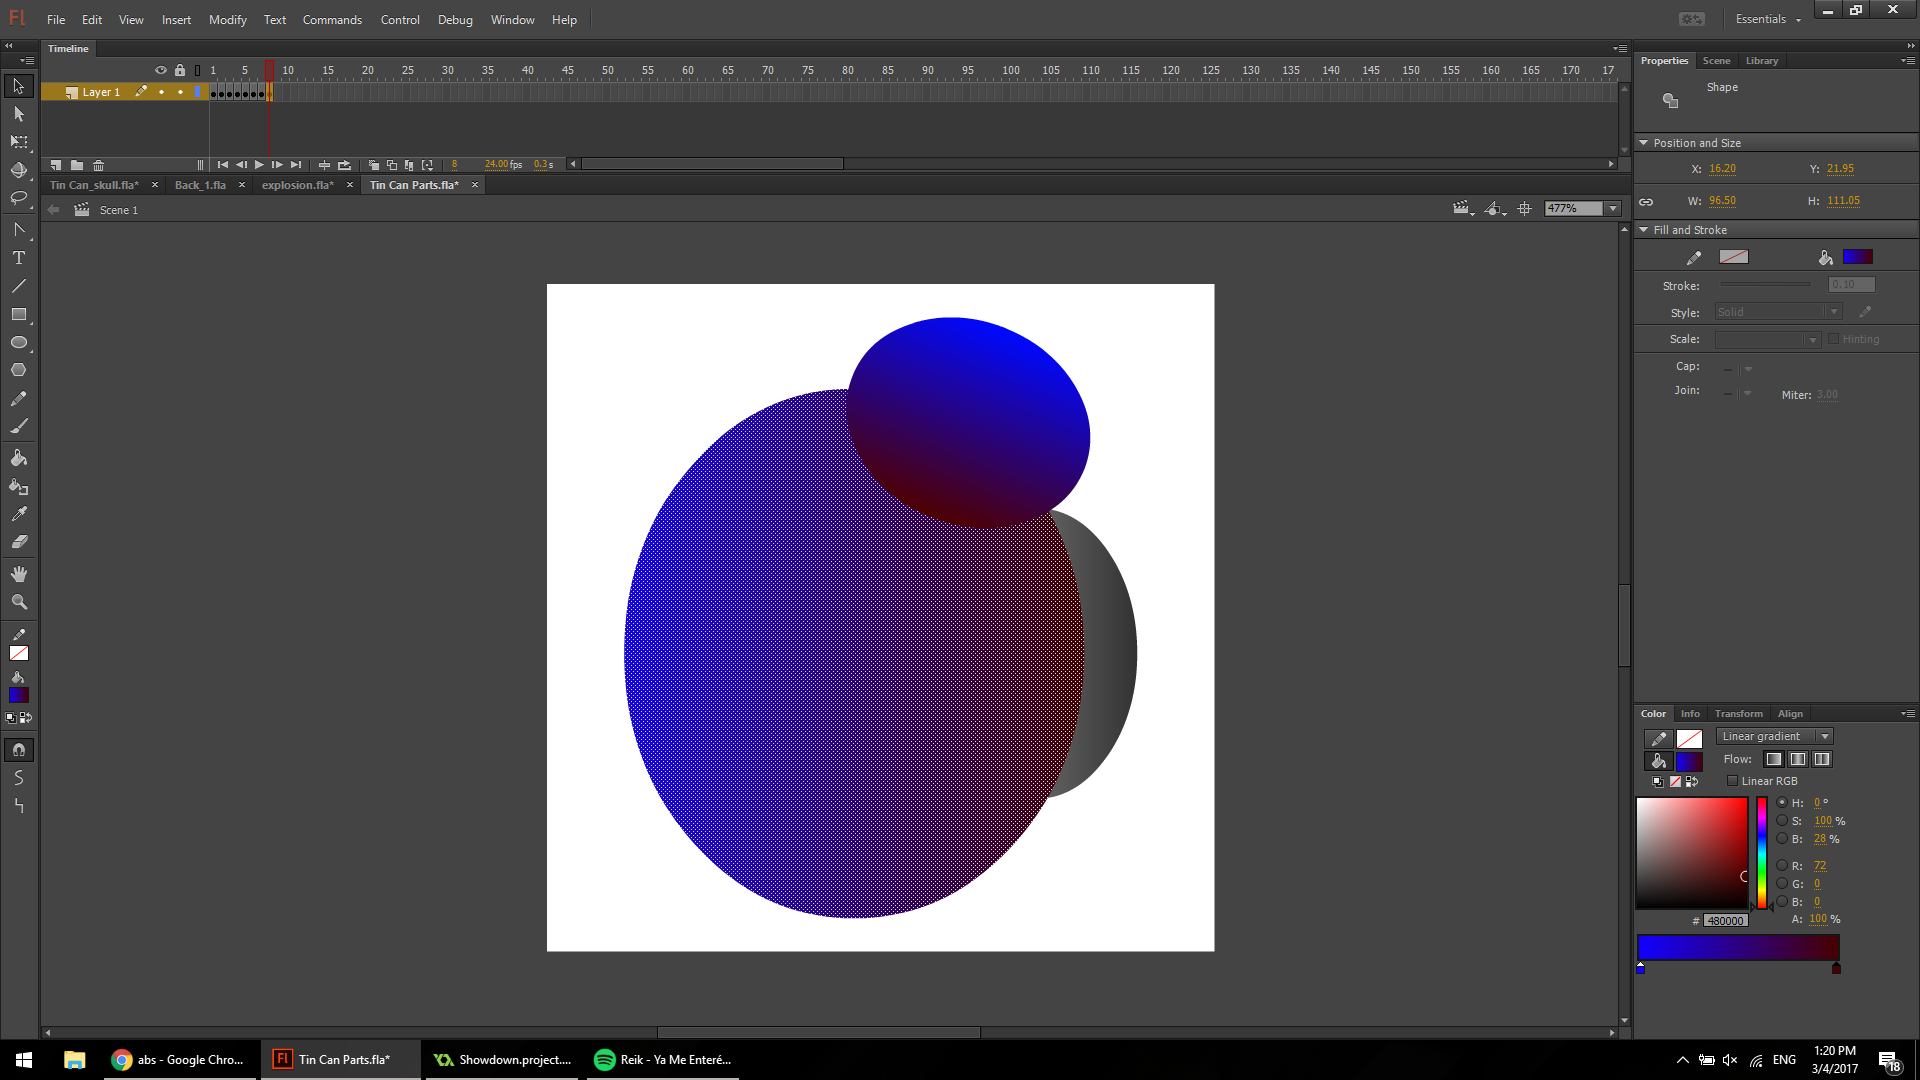 Fl File Edit View Insert Modify Text Commands Control Debug Window Help Essentials
Timeline
1 5 10 15 20 25 30 35 40 45 50 55 60 65 70 75 80 85 90 95 100 105 110 115 120 125 130 135 140 145 150 155 160 165 170 17
Layer 1
8 24.00 fps 0.3 s
Tin Can_skull.fla* Back_1.fla explosion.fla* Tin Can Parts.fla*
Scene 1
477%
Properties Scene Library
Shape
Position and Size
X: 16.20 Y: 21.95
W: 96.50 H: 111.05
Fill and Stroke
Stroke: 0.10
Style: Solid
Scale: Hinting
Cap:
Join: Miter: 3.00
Color Info Transform Align
Linear gradient
Flow:
Linear RGB
H: 0 °
S: 100 %
B: 28 %
R: 72
G: 0
B: 0
# 480000 A: 100 %
abs - Google Chro...
Fl Tin Can Parts.fla*
Showdown.project....
Reik - Ya Me Enteré...
ENG
1:20 PM
3/4/2017
18